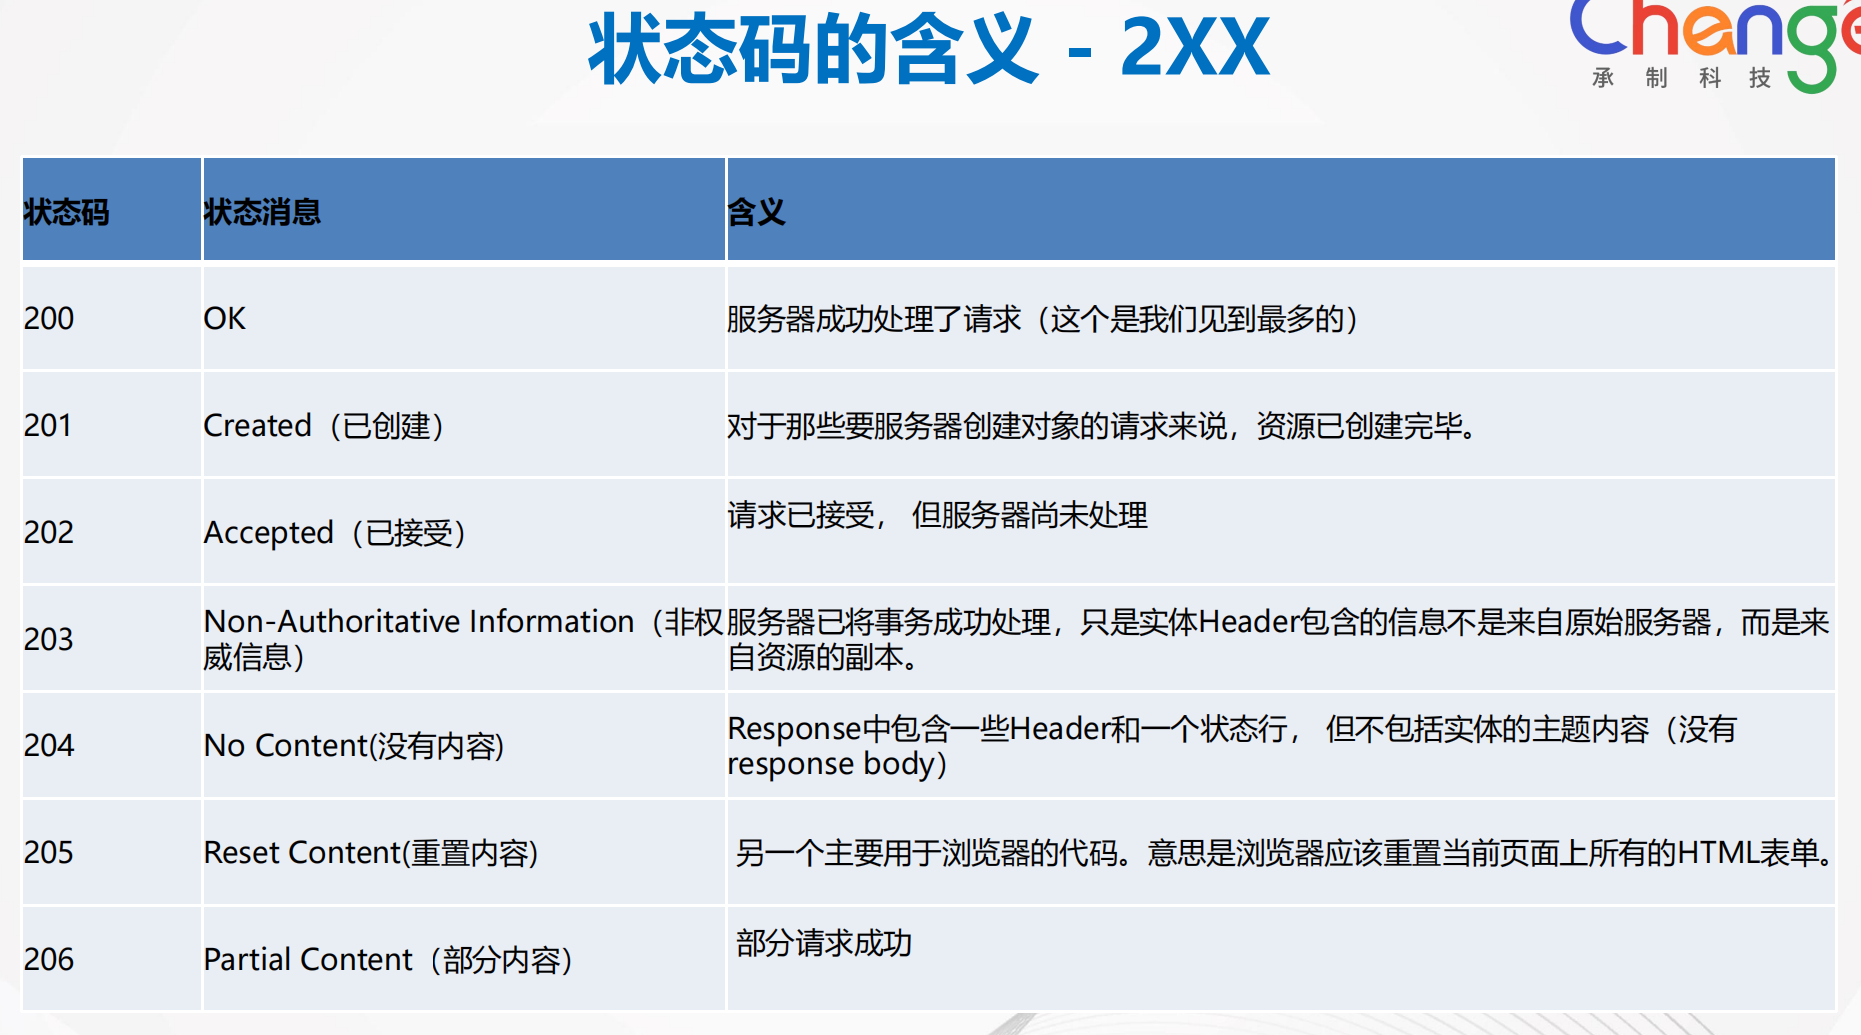 状态码的含义 - 2XX
Chenge
承制科技
状态码 状态消息 含义
200 OK 服务器成功处理了请求（这个是我们见到最多的）
201 Created（已创建） 对于那些要服务器创建对象的请求来说，资源已创建完毕。
202 Accepted（已接受） 请求已接受， 但服务器尚未处理
203 Non-Authoritative Information（非权
威信息） 服务器已将事务成功处理，只是实体Header包含的信息不是来自原始服务器，而是来
自资源的副本。
204 No Content(没有内容) Response中包含一些Header和一个状态行， 但不包括实体的主题内容（没有
response body）
205 Reset Content(重置内容) 另一个主要用于浏览器的代码。意思是浏览器应该重置当前页面上所有的HTML表单。
206 Partial Content（部分内容） 部分请求成功